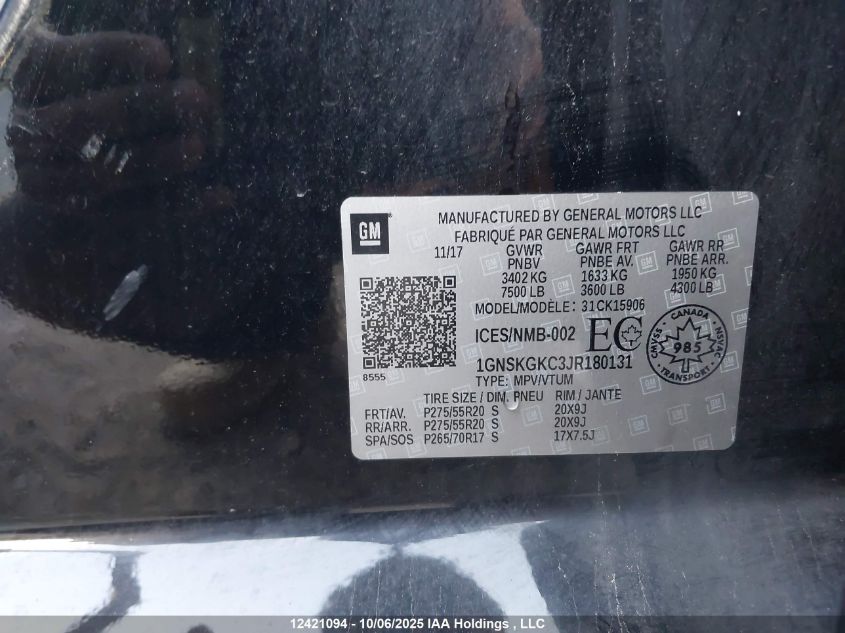 GM
MANUFACTURED BY GENERAL MOTORS LLC
FABRIQUÉ PAR GENERAL MOTORS LLC
11/17 GVWR GAWR FRT GAWR RR
PNBV PNBE AV. PNBE ARR.
3402 KG 1633 KG 1950 KG
7500 LB 3600 LB 4300 LB
MODEL/MODÈLE: 31CK15906
ICES/NMB-002 EC
CANADA
SVMAC 985 NSVAC
TRANSPORT
8555
1GNSKGKC3JR180131
TYPE: MPV/VTUM
TIRE SIZE / DIM. PNEU RIM / JANTE
FRT/AV. P275/55R20 S 20X9J
RR/ARR. P275/55R20 S 20X9J
SPA/SOS P265/70R17 S 17X7.5J
12421094 - 10/06/2025 IAA Holdings , LLC